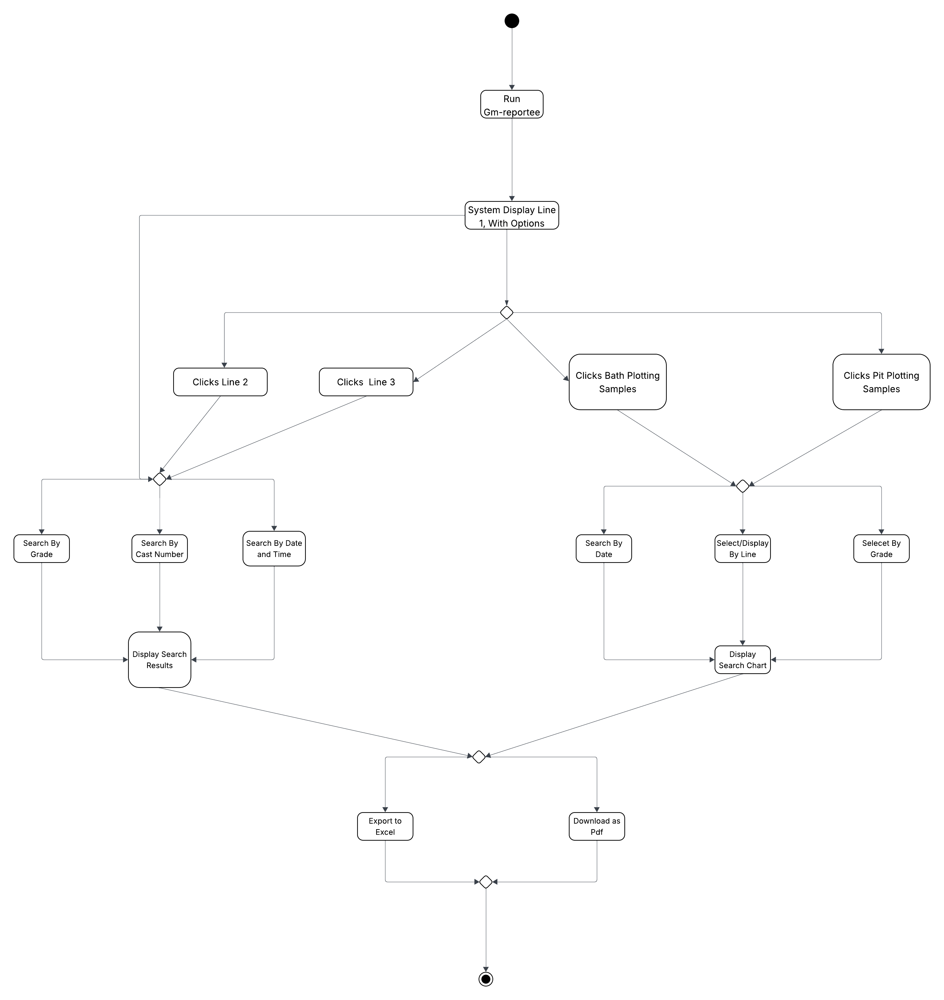 Run
Gm-reportee
System Display Line
1, With Options
Clicks Line 2
Clicks  Line 3
Clicks Bath Plotting
Samples
Clicks Pit Plotting
Samples
Search By
Grade
Search By
Cast Number
Search By Date
and Time
Search By
Date
Select/Display
By Line
Selecet By
Grade
Display Search
Results
Display
Search Chart
Export to
Excel
Download as
Pdf